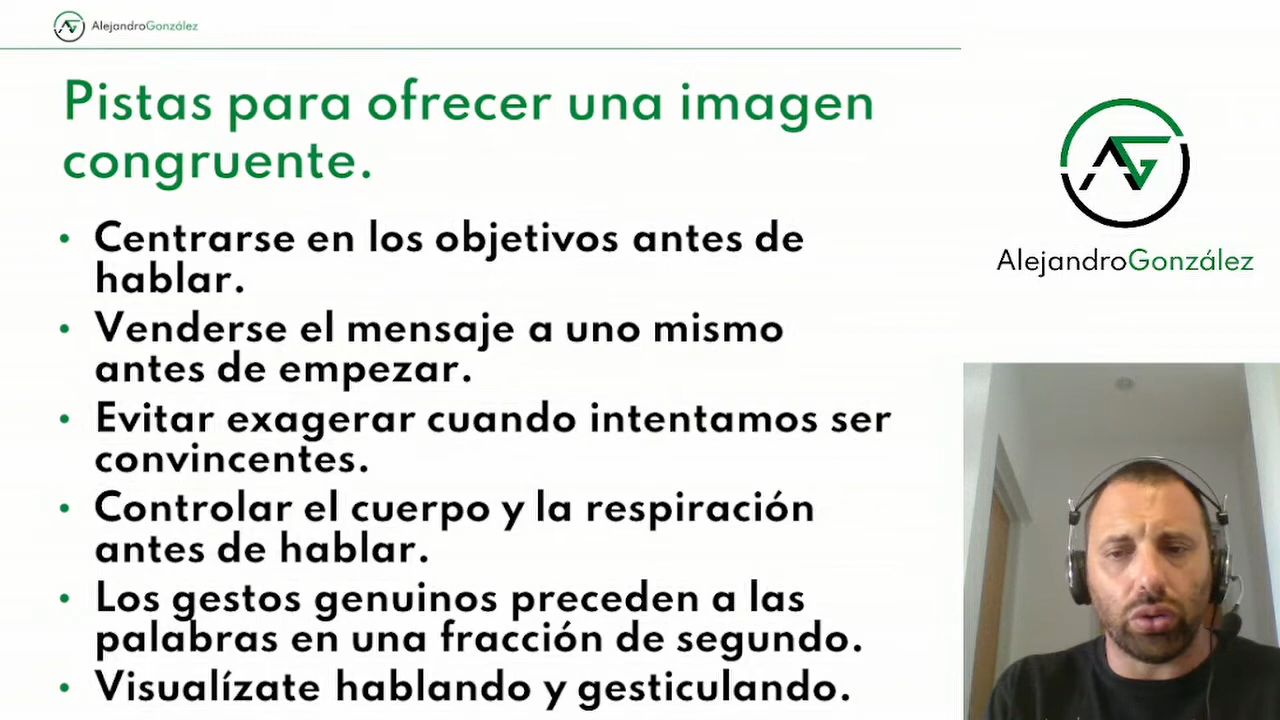 AlejandroGonzález
Pistas para ofrecer una imagen
congruente.
• Centrarse en los objetivos antes de
hablar.
• Venderse el mensaje a uno mismo
antes de empezar.
• Evitar exagerar cuando intentamos ser
convincentes.
• Controlar el cuerpo y la respiración
antes de hablar.
• Los gestos genuinos preceden a las
palabras en una fracción de segundo.
• Visualízate hablando y gesticulando.
AG
AlejandroGonzález